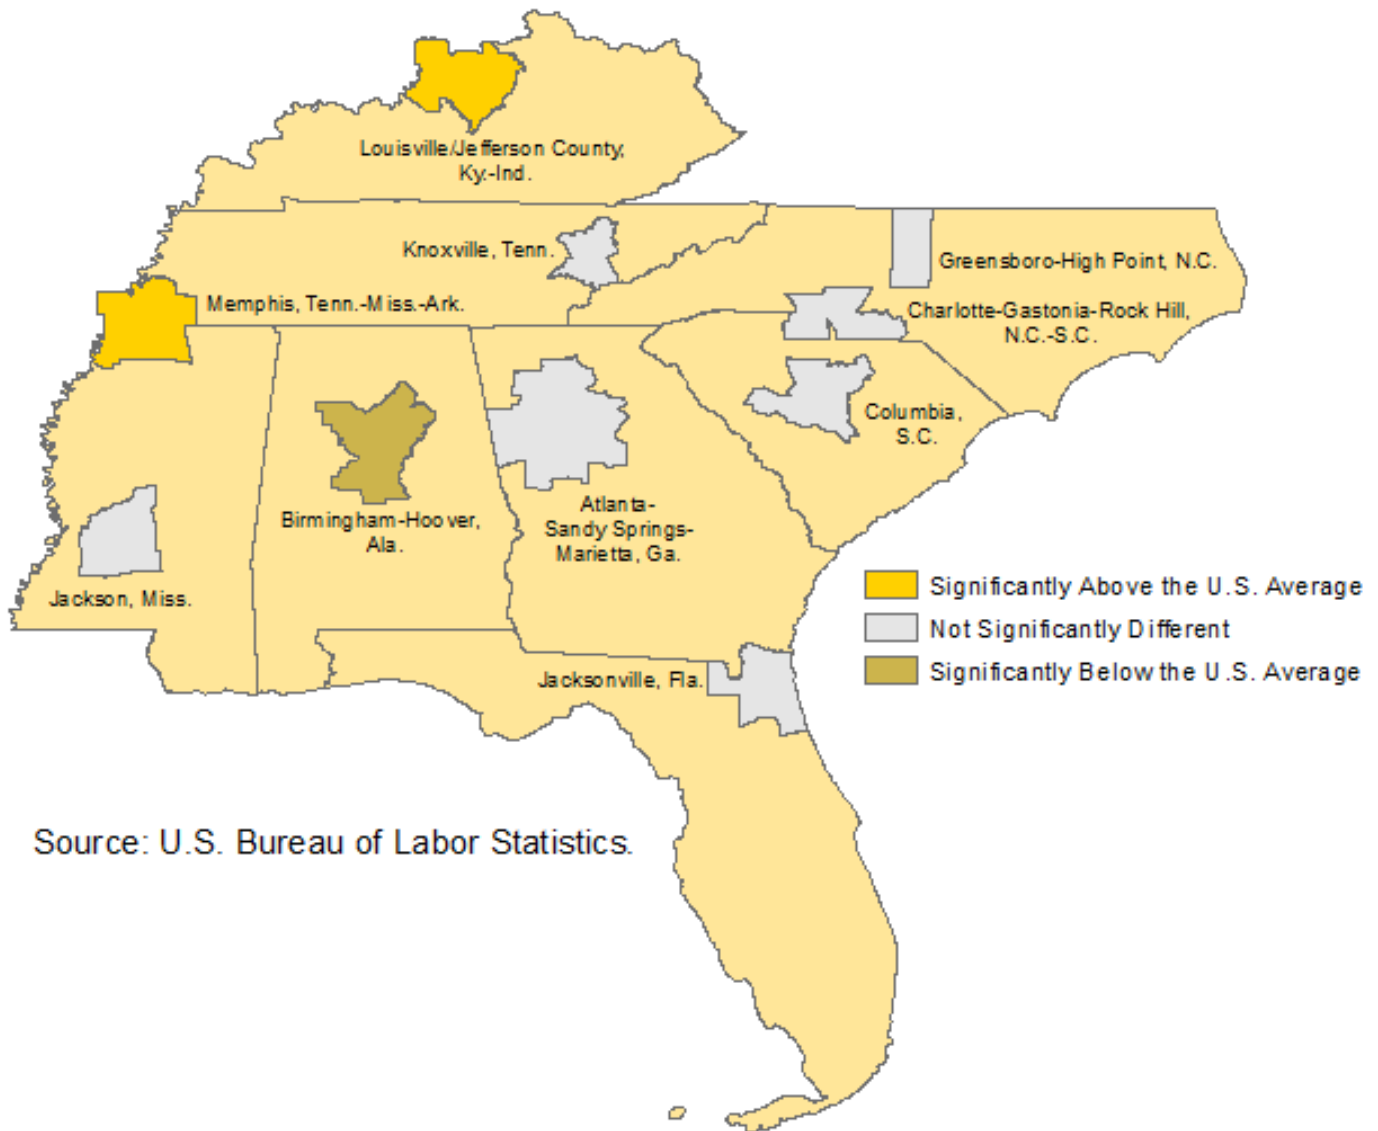 Louisville/Jefferson County,
Ky.-Ind.
Knoxville, Tenn.
Greensboro-High Point, N.C.
Memphis, Tenn.-Miss.-Ark.
Charlotte-Gastonia-Rock Hill,
N.C.-S.C.
Columbia,
S.C.
Birmingham-Hoover,
Ala.
Atlanta-
Sandy Springs-
Marietta, Ga.
Jackson, Miss.
Significantly Above the U.S. Average
Not Significantly Different
Significantly Below the U.S. Average
Jacksonville, Fla.
Source: U.S. Bureau of Labor Statistics.